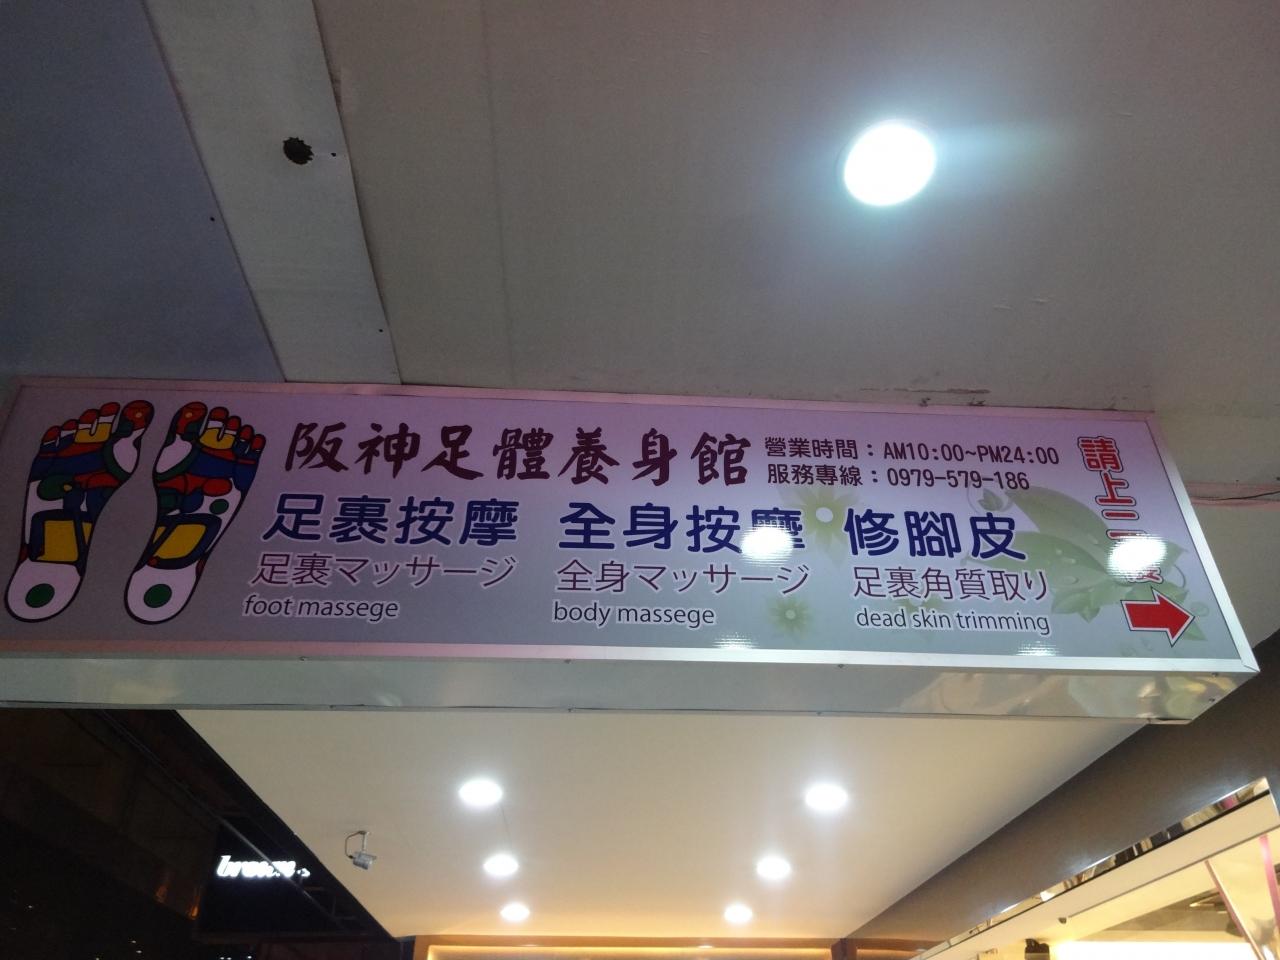 阪神足體養身館
營業時間：AM10:00~PM24:00
服務專線：0979-579-186
足裏按摩 全身按摩 修腳皮
足裏マッサージ 全身マッサージ 足裏角質取り
foot massege body massege dead skin trimming
請上二樓